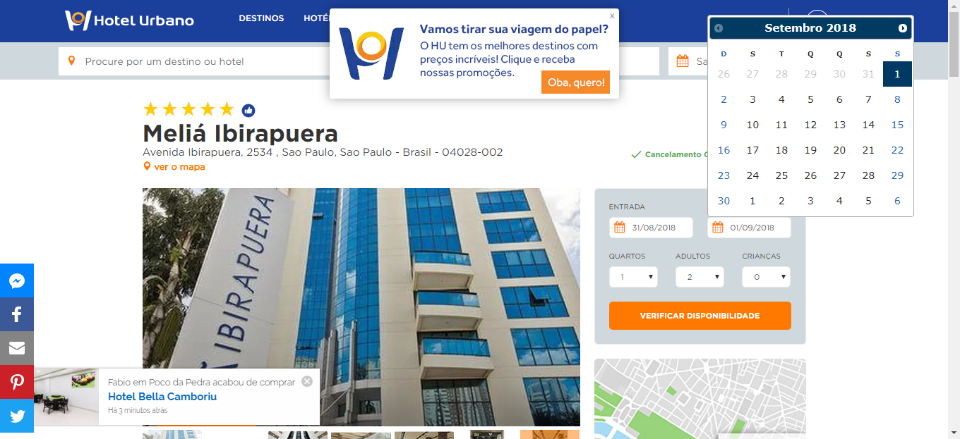 Hotel Urbano
DESTINOS
HOTÉ
Vamos tirar sua viagem do papel?
O HU tem os melhores destinos com
preços incríveis! Clique e receba
nossas promoções.
Oba, quero!
x
Setembro 2018
D S T Q Q S S
26 27 28 29 30 31 1
2 3 4 5 6 7 8
9 10 11 12 13 14 15
16 17 18 19 20 21 22
23 24 25 26 27 28 29
30 1 2 3 4 5 6
Procure por um destino ou hotel
Sa
Meliá Ibirapuera
Avenida Ibirapuera, 2534 , Sao Paulo, Sao Paulo - Brasil - 04028-002
ver o mapa
Cancelamento G
IBIRAPUERA
ENTRADA
31/08/2018
01/09/2018
QUARTOS
ADULTOS
CRIANÇAS
1
2
0
VERIFICAR DISPONIBILIDADE
Fabio em Poco da Pedra acabou de comprar
Hotel Bella Camboriu
Há 3 minutos atrás